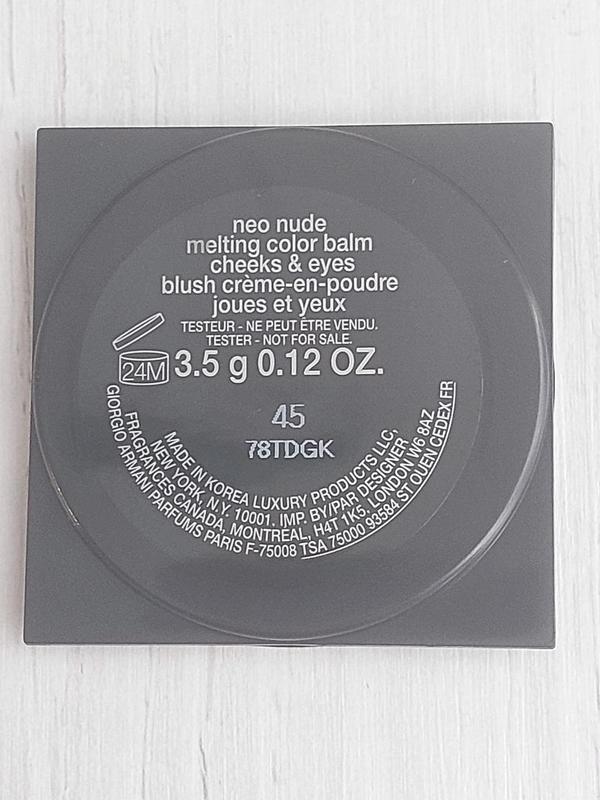 neo nude
melting color balm
cheeks & eyes
blush crème-en-poudre
joues et yeux
TESTEUR - NE PEUT ÊTRE VENDU.
TESTER - NOT FOR SALE.
24M 3.5 g 0.12 OZ.
45
78TDGK
MADE IN KOREA LUXURY PRODUCTS LLC,
NEW YORK, N.Y. 10001. IMP. BY/PAR DESIGNER
FRAGRANCES CANADA, MONTREAL, H4T 1K5, LONDON W6 8AZ
GIORGIO ARMANI PARFUMS PARIS F-75008 TSA 75000 93584 ST OUEN CEDEX FR